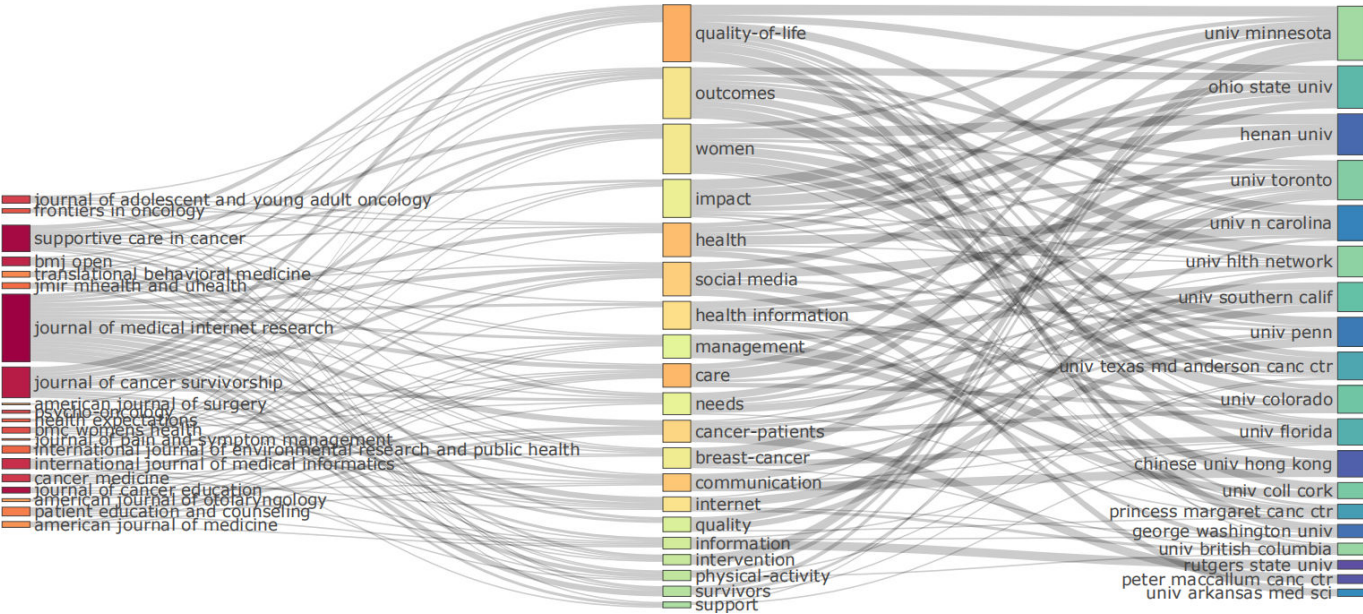 journal of adolescent and young adult oncology
frontiers in oncology
supportive care in cancer
bmj open
translational behavioral medicine
jmir mhealth and uhealth
journal of medical internet research
journal of cancer survivorship
american journal of surgery
psycho-oncology
health expectations
bmc womens health
journal of pain and symptom management
international journal of environmental research and public health
international journal of medical informatics
cancer medicine
journal of cancer education
american journal of otolaryngology
patient education and counseling
american journal of medicine
quality-of-life
outcomes
women
impact
health
social media
health information
management
care
needs
cancer-patients
breast-cancer
communication
internet
quality
information
intervention
physical-activity
survivors
support
univ minnesota
ohio state univ
henan univ
univ toronto
univ n carolina
univ hlth network
univ southern calif
univ penn
univ texas md anderson canc ctr
univ colorado
univ florida
chinese univ hong kong
univ coll cork
princess margaret canc ctr
george washington univ
univ british columbia
rutgers state univ
peter maccallum canc ctr
univ arkansas med sci